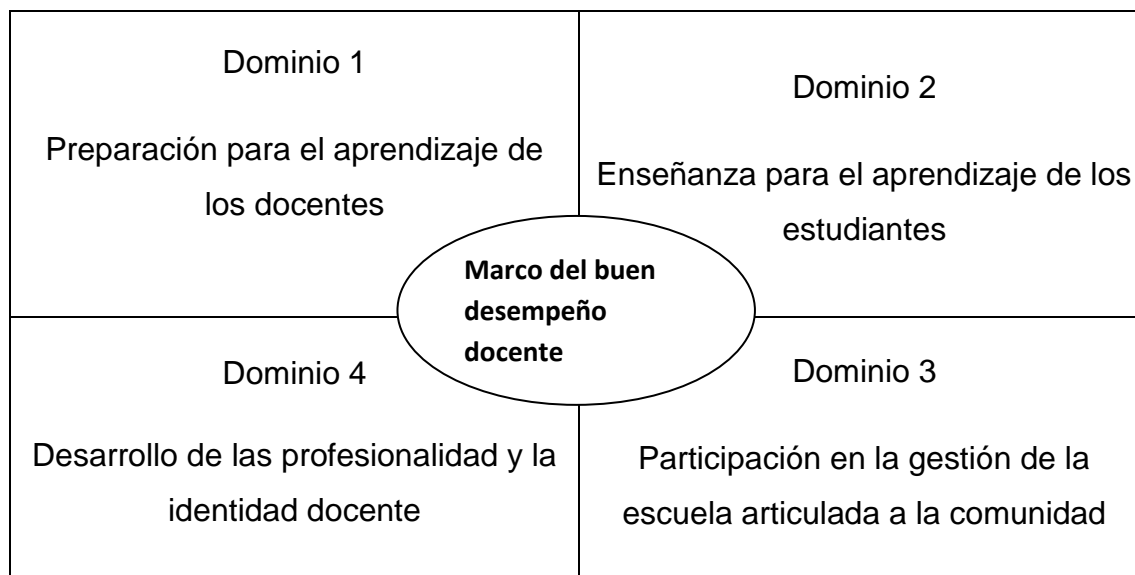 Dominio 1
Preparación para el aprendizaje de
los docentes
Dominio 2
Enseñanza para el aprendizaje de los
estudiantes
Marco del buen
desempeño
docente
Dominio 4
Desarrollo de las profesionalidad y la
identidad docente
Dominio 3
Participación en la gestión de la
escuela articulada a la comunidad